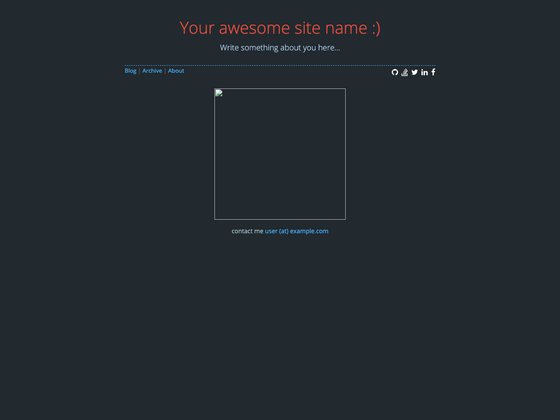 Your awesome site name :)
Write something about you here...
Blog | Archive | About
contact me user (at) example.com